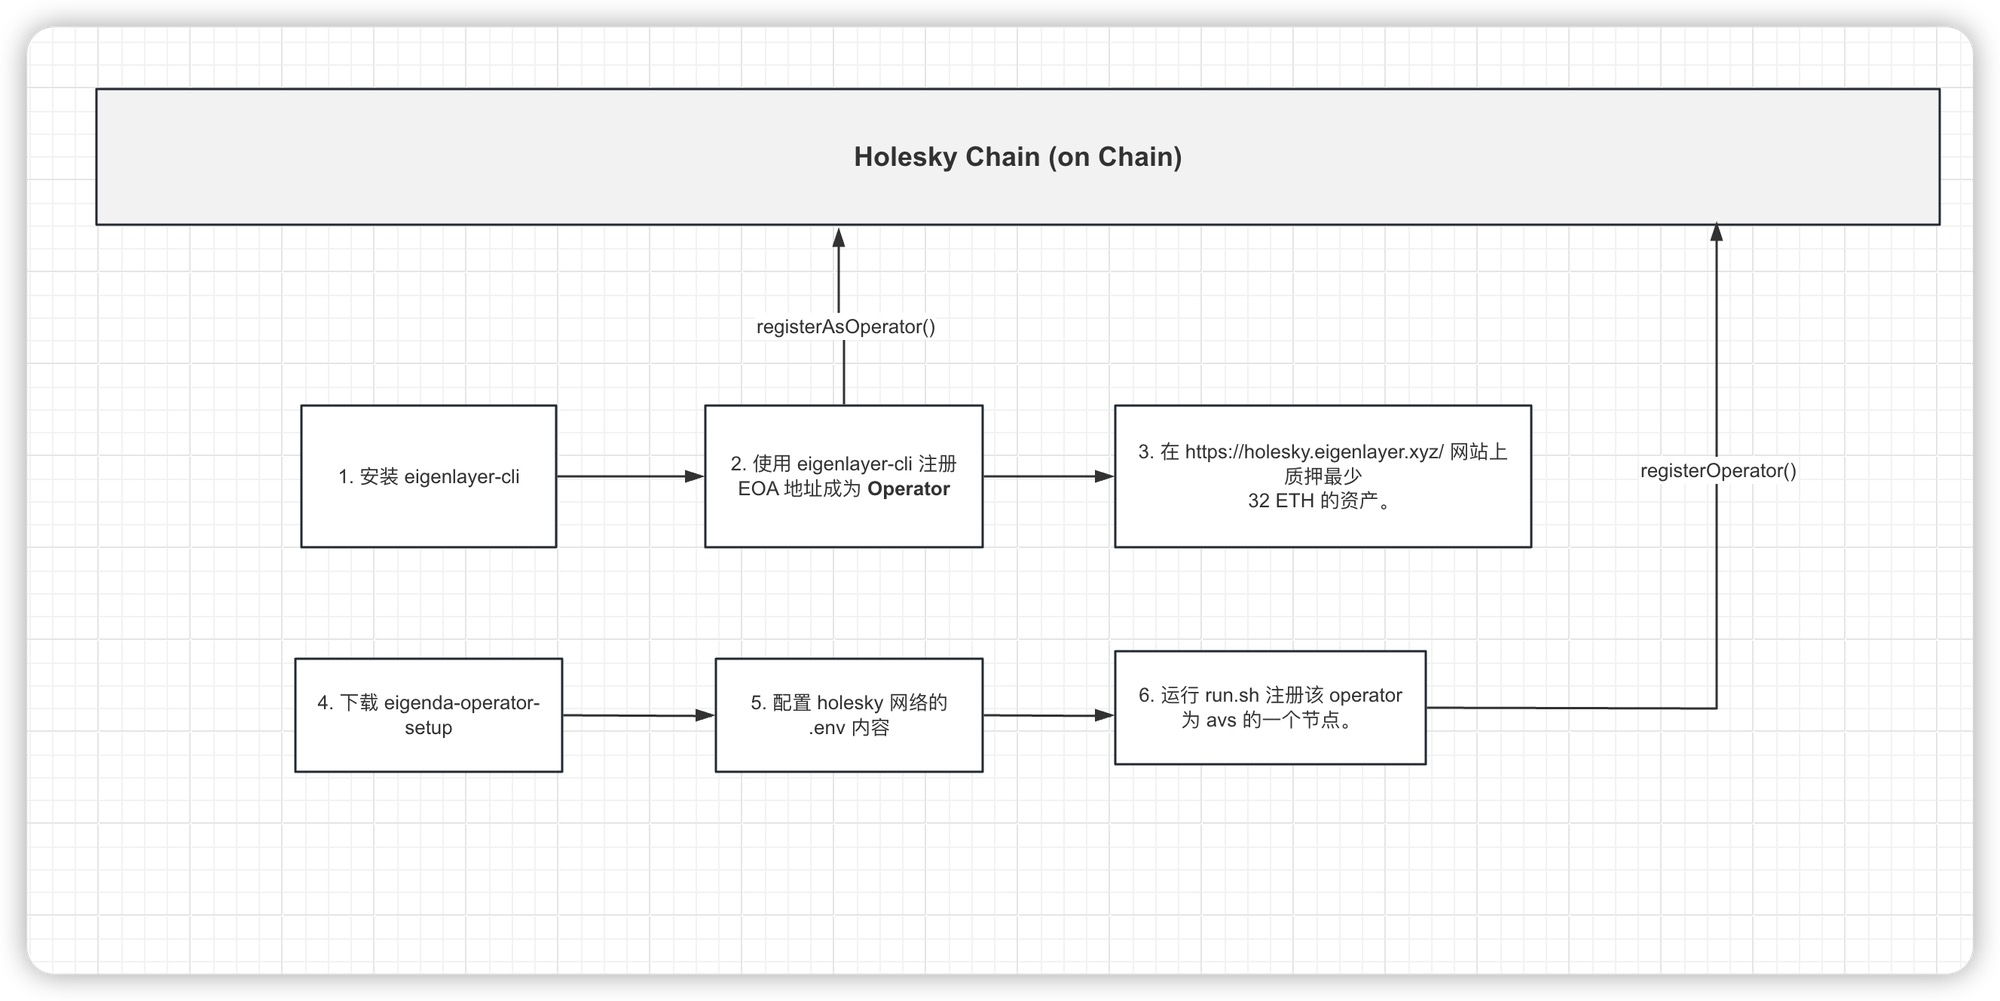 Holesky Chain (on Chain)
registerAsOperator()
1. 安装 eigenlayer-cli
2. 使用 eigenlayer-cli 注册
EOA 地址成为 Operator
3. 在 https://holesky.eigenlayer.xyz/ 网站上
质押最少
32 ETH 的资产。
registerOperator()
4. 下载 eigenda-operator-
setup
5. 配置 holesky 网络的
.env 内容
6. 运行 run.sh 注册该 operator
为 avs 的一个节点。